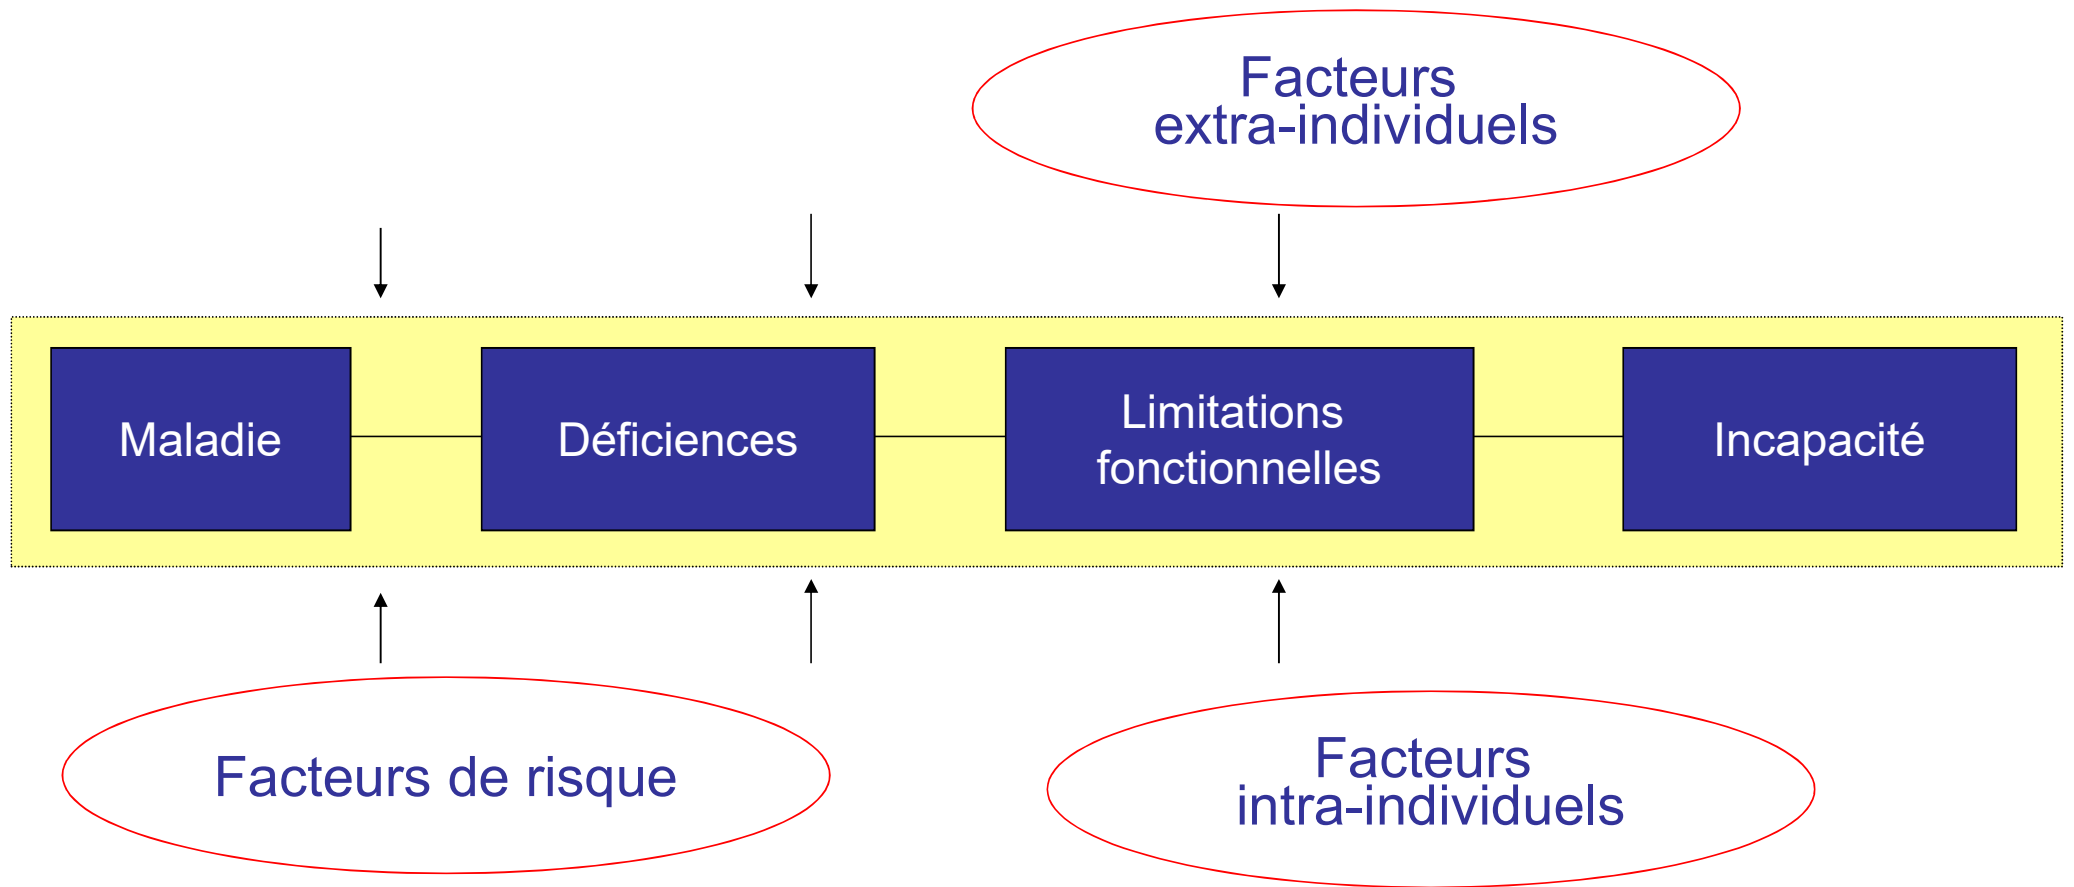 Facteurs
extra-individuels
Maladie
Déficiences
Limitations
fonctionnelles
Incapacité
Facteurs de risque
Facteurs
intra-individuels